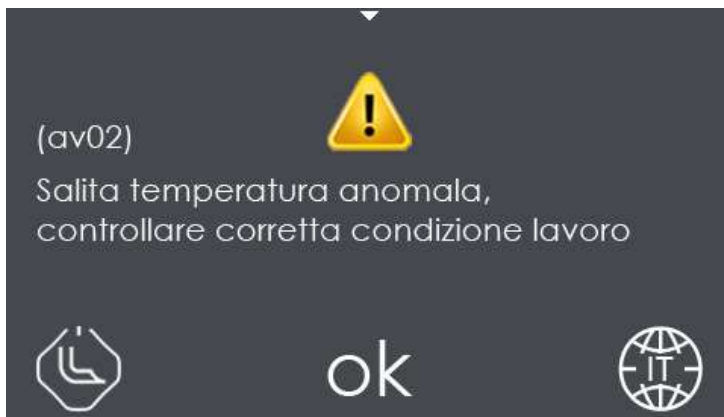 (av02)
Salita temperatura anomala,
controllare corretta condizione lavoro
ok
IT